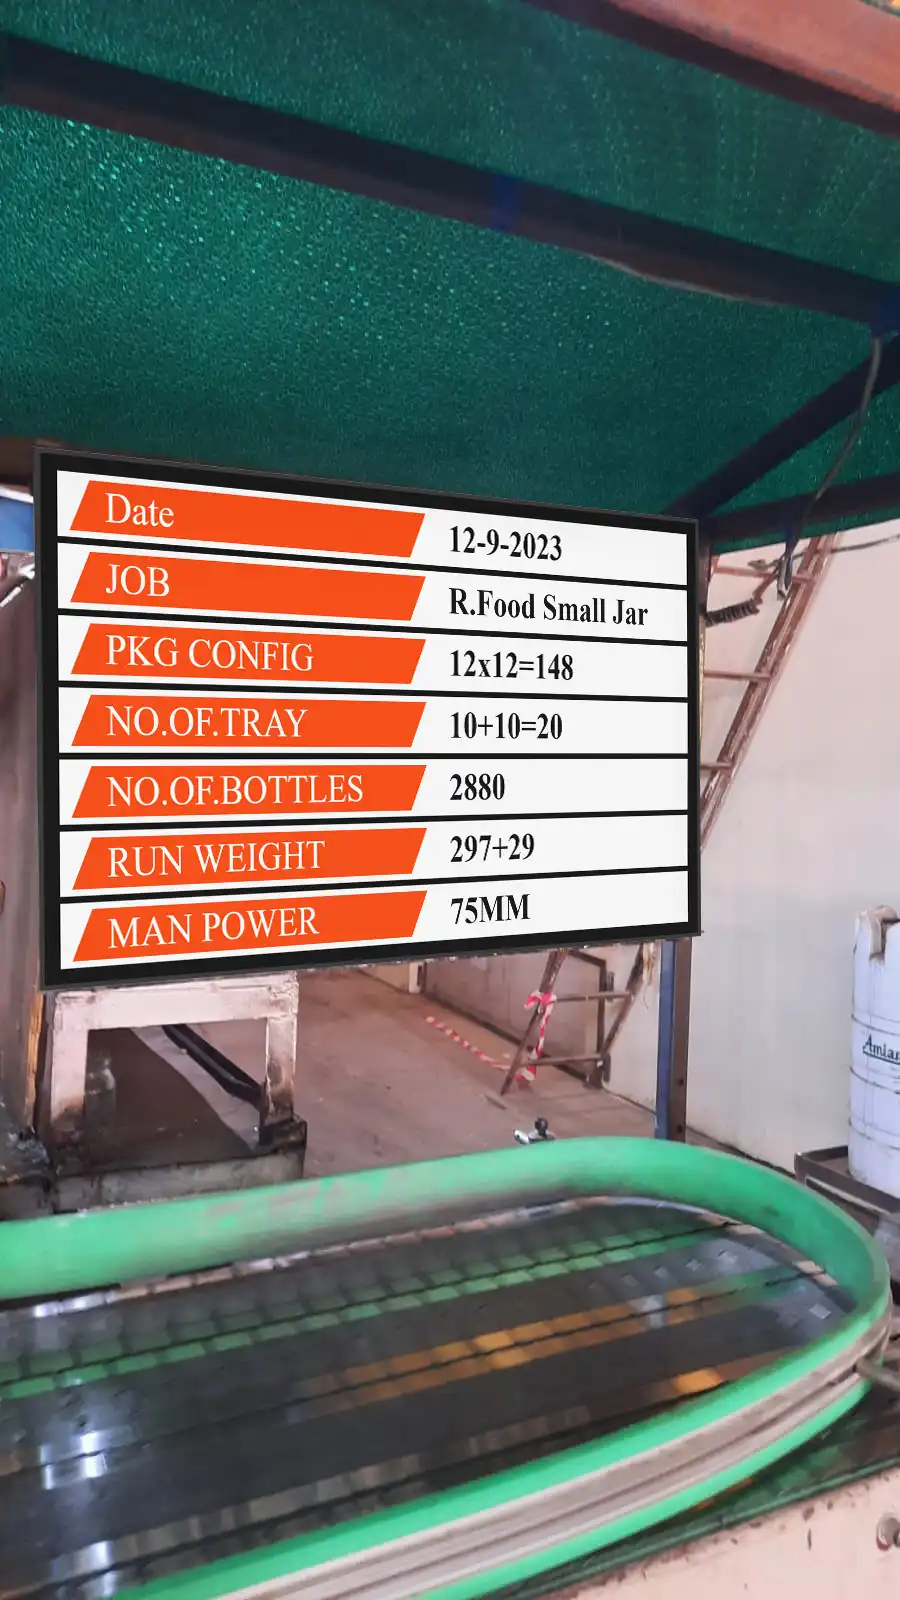 Date 12-9-2023
JOB R.Food Small Jar
PKG CONFIG 12x12=148
NO.OF.TRAY 10+10=20
NO.OF.BOTTLES 2880
RUN WEIGHT 297+29
MAN POWER 75MM